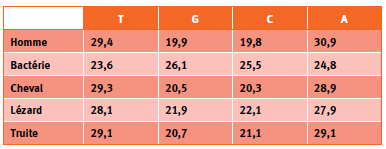 T G C A
Homme 29,4 19,9 19,8 30,9
Bactérie 23,6 26,1 25,5 24,8
Cheval 29,3 20,5 20,3 28,9
Lézard 28,1 21,9 22,1 27,9
Truite 29,1 20,7 21,1 29,1